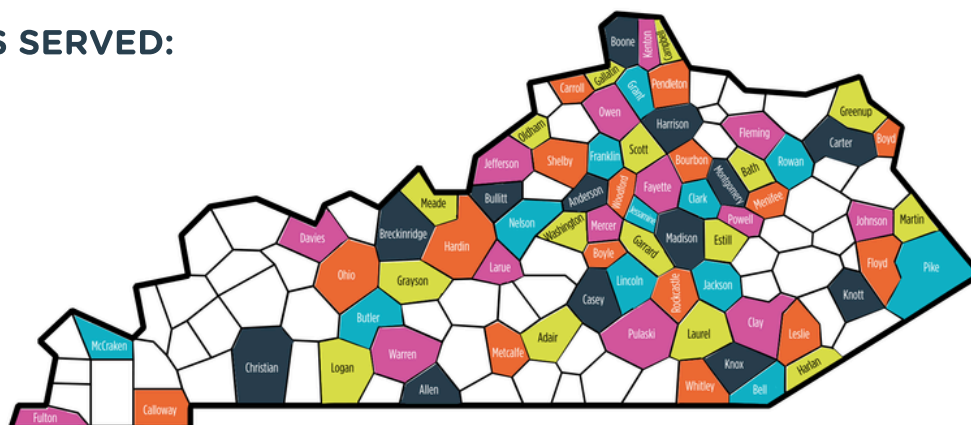 S SERVED:
Boone
Kenton
Campbell
Gallatin
Grant
Pendleton
Carroll
Owen
Harrison
Greenup
Oldham
Fleming
Carter
Boyd
Jefferson
Shelby
Franklin
Scott
Bourbon
Bath
Rowan
Montgomery
Meade
Bullitt
Anderson
Woodford
Fayette
Clark
Menifee
Breckinridge
Hardin
Nelson
Washington
Mercer
Jessamine
Madison
Powell
Estill
Johnson
Martin
Davies
Larue
Boyle
Garrard
Floyd
Pike
Ohio
Grayson
Casey
Lincoln
Rockcastle
Jackson
Knott
Butler
Clay
McCraken
Christian
Logan
Warren
Metcalfe
Adair
Pulaski
Laurel
Leslie
Allen
Knox
Harlan
Whitley
Bell
Calloway
Fulton